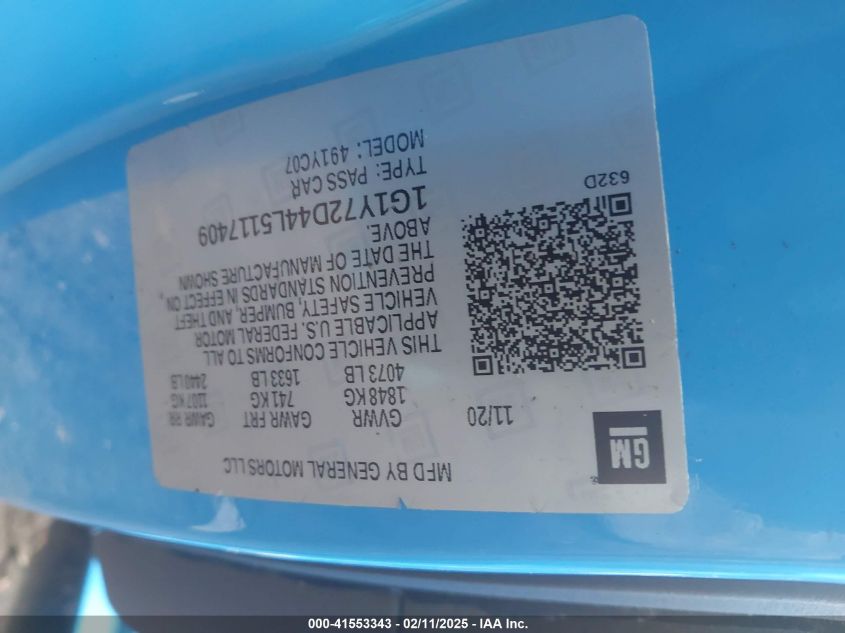 MFD BY GENERAL MOTORS LLC
GM
11/20
GVWR GAWR FRT GAWR RR
1848 KG 741 KG 1107 KG
4073 LB 1633 LB 2440 LB
THIS VEHICLE CONFORMS TO ALL
APPLICABLE U.S. FEDERAL MOTOR
VEHICLE SAFETY, BUMPER, AND THEFT
PREVENTION STANDARDS IN EFFECT ON
THE DATE OF MANUFACTURE SHOWN
ABOVE.
1G1Y72D44L5117409
TYPE: PASS CAR
MODEL: 491YC07
632D
000-41553343 - 02/11/2025 - IAA Inc.